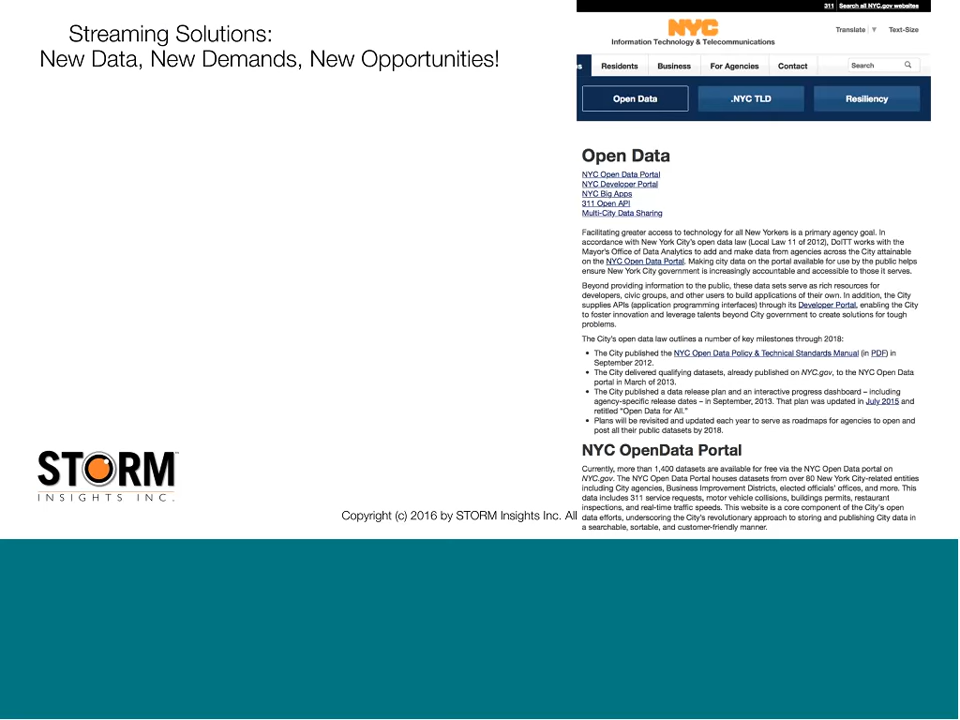 Streaming Solutions:
New Data, New Demands, New Opportunities!
311 Search all NYC.gov websites
NYC
Information Technology & Telecommunications
Translate ▼ Text-Size
s Residents Business For Agencies Contact Search
Open Data .NYC TLD Resiliency
Open Data
NYC Open Data Portal
NYC Developer Portal
NYC Big Apps
311 Open API
Multi-City Data Sharing
Facilitating greater access to technology for all New Yorkers is a primary agency goal. In
accordance with New York City's open data law (Local Law 11 of 2012), DoITT works with the
Mayor's Office of Data Analytics to add and make data from agencies across the City attainable
on the NYC Open Data Portal. Making city data on the portal available for use by the public helps
ensure New York City government is increasingly accountable and accessible to those it serves.
Beyond providing information to the public, these data sets serve as rich resources for
developers, civic groups, and other users to build applications of their own. In addition, the City
supplies APIs (application programming interfaces) through its Developer Portal, enabling the City
to foster innovation and leverage talents beyond City government to create solutions for tough
problems.
The City's open data law outlines a number of key milestones through 2018:
• The City published the NYC Open Data Policy & Technical Standards Manual (in PDF) in
September 2012.
• The City delivered qualifying datasets, already published on NYC.gov, to the NYC Open Data
portal in March of 2013.
• The City published a data release plan and an interactive progress dashboard – including
agency-specific release dates – in September, 2013. That plan was updated in July 2015 and
retitled "Open Data for All."
• Plans will be revisited and updated each year to serve as roadmaps for agencies to open and
post all their public datasets by 2018.
NYC OpenData Portal
Currently, more than 1,400 datasets are available for free via the NYC Open Data portal on
NYC.gov. The NYC Open Data Portal houses datasets from over 80 New York City-related entities
including City agencies, Business Improvement Districts, elected officials' offices, and more. This
data includes 311 service requests, motor vehicle collisions, buildings permits, restaurant
inspections, and real-time traffic speeds. This website is a core component of the City's open
data efforts, underscoring the City's revolutionary approach to storing and publishing City data in
a searchable, sortable, and customer-friendly manner.
STORM™
INSIGHTS INC.
Copyright (c) 2016 by STORM Insights Inc. All